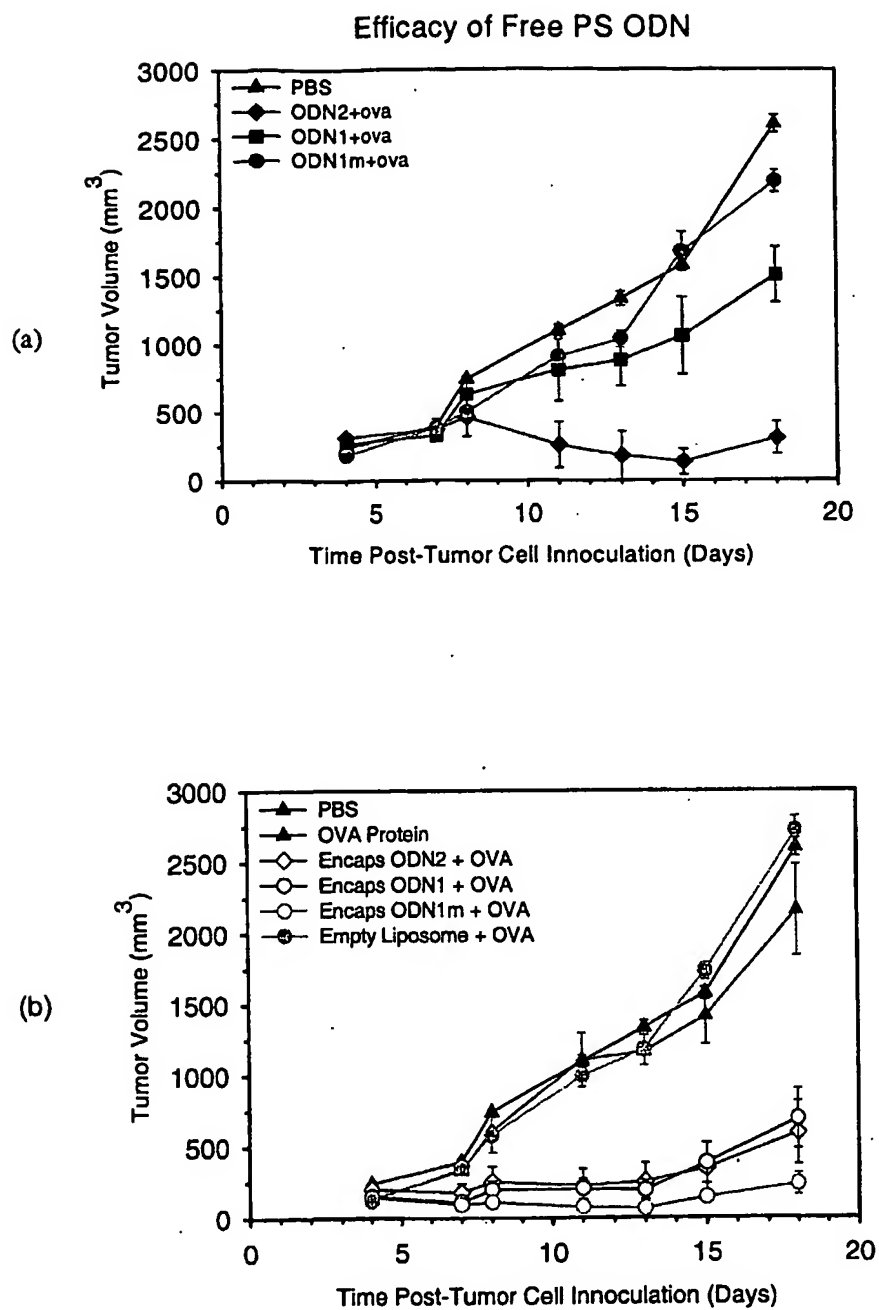 Efficacy of Free PS ODN
(a)
Tumor Volume (mm3)
3000
2500
2000
1500
1000
500
0
PBS
ODN2+ova
ODN1+ova
ODN1m+ova
0 5 10 15 20
Time Post-Tumor Cell Innoculation (Days)
(b)
Tumor Volume (mm3)
3000
2500
2000
1500
1000
500
0
PBS
OVA Protein
Encaps ODN2 + OVA
Encaps ODN1 + OVA
Encaps ODN1m + OVA
Empty Liposome + OVA
0 5 10 15 20
Time Post-Tumor Cell Innoculation (Days)